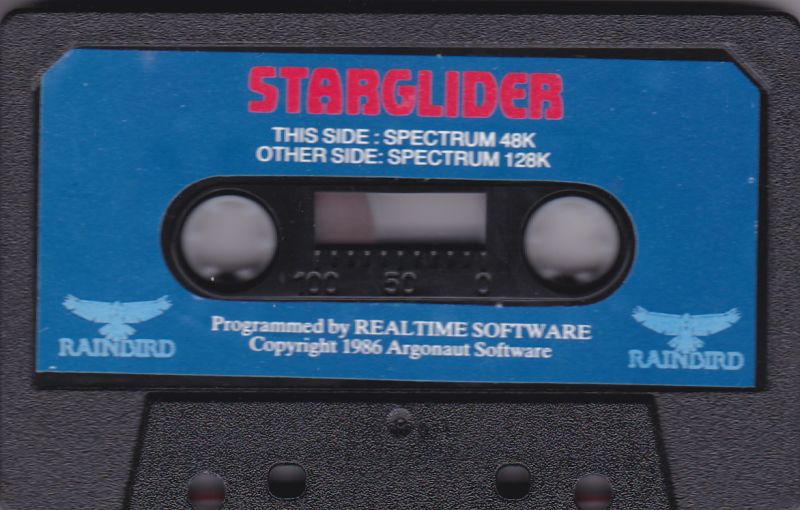 STARGLIDER
THIS SIDE : SPECTRUM 48K
OTHER SIDE: SPECTRUM 128K
100 50 0
Programmed by REALTIME SOFTWARE
Copyright 1986 Argonaut Software
RAINBIRD
RAINBIRD